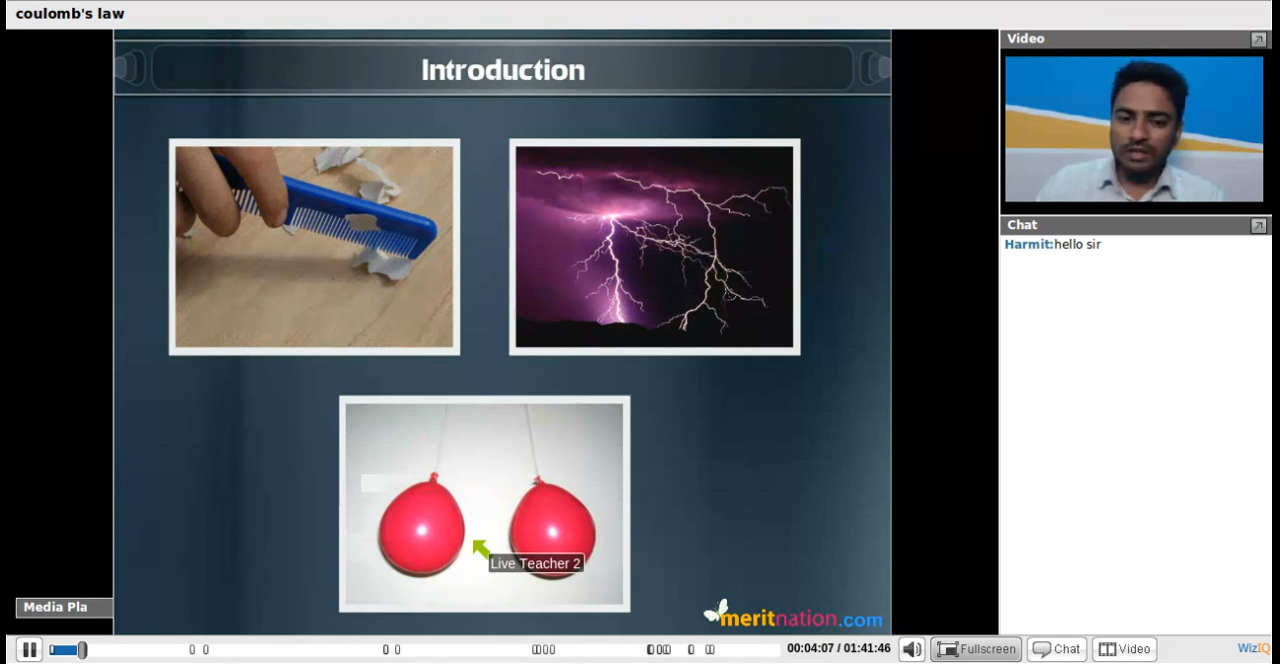 coulomb's law
Introduction
Live Teacher 2
meritnation.com
Media Pla
Video
Chat
Harmit:hello sir
00:04:07 / 01:41:46
Fullscreen
Chat
Video
WizIQ